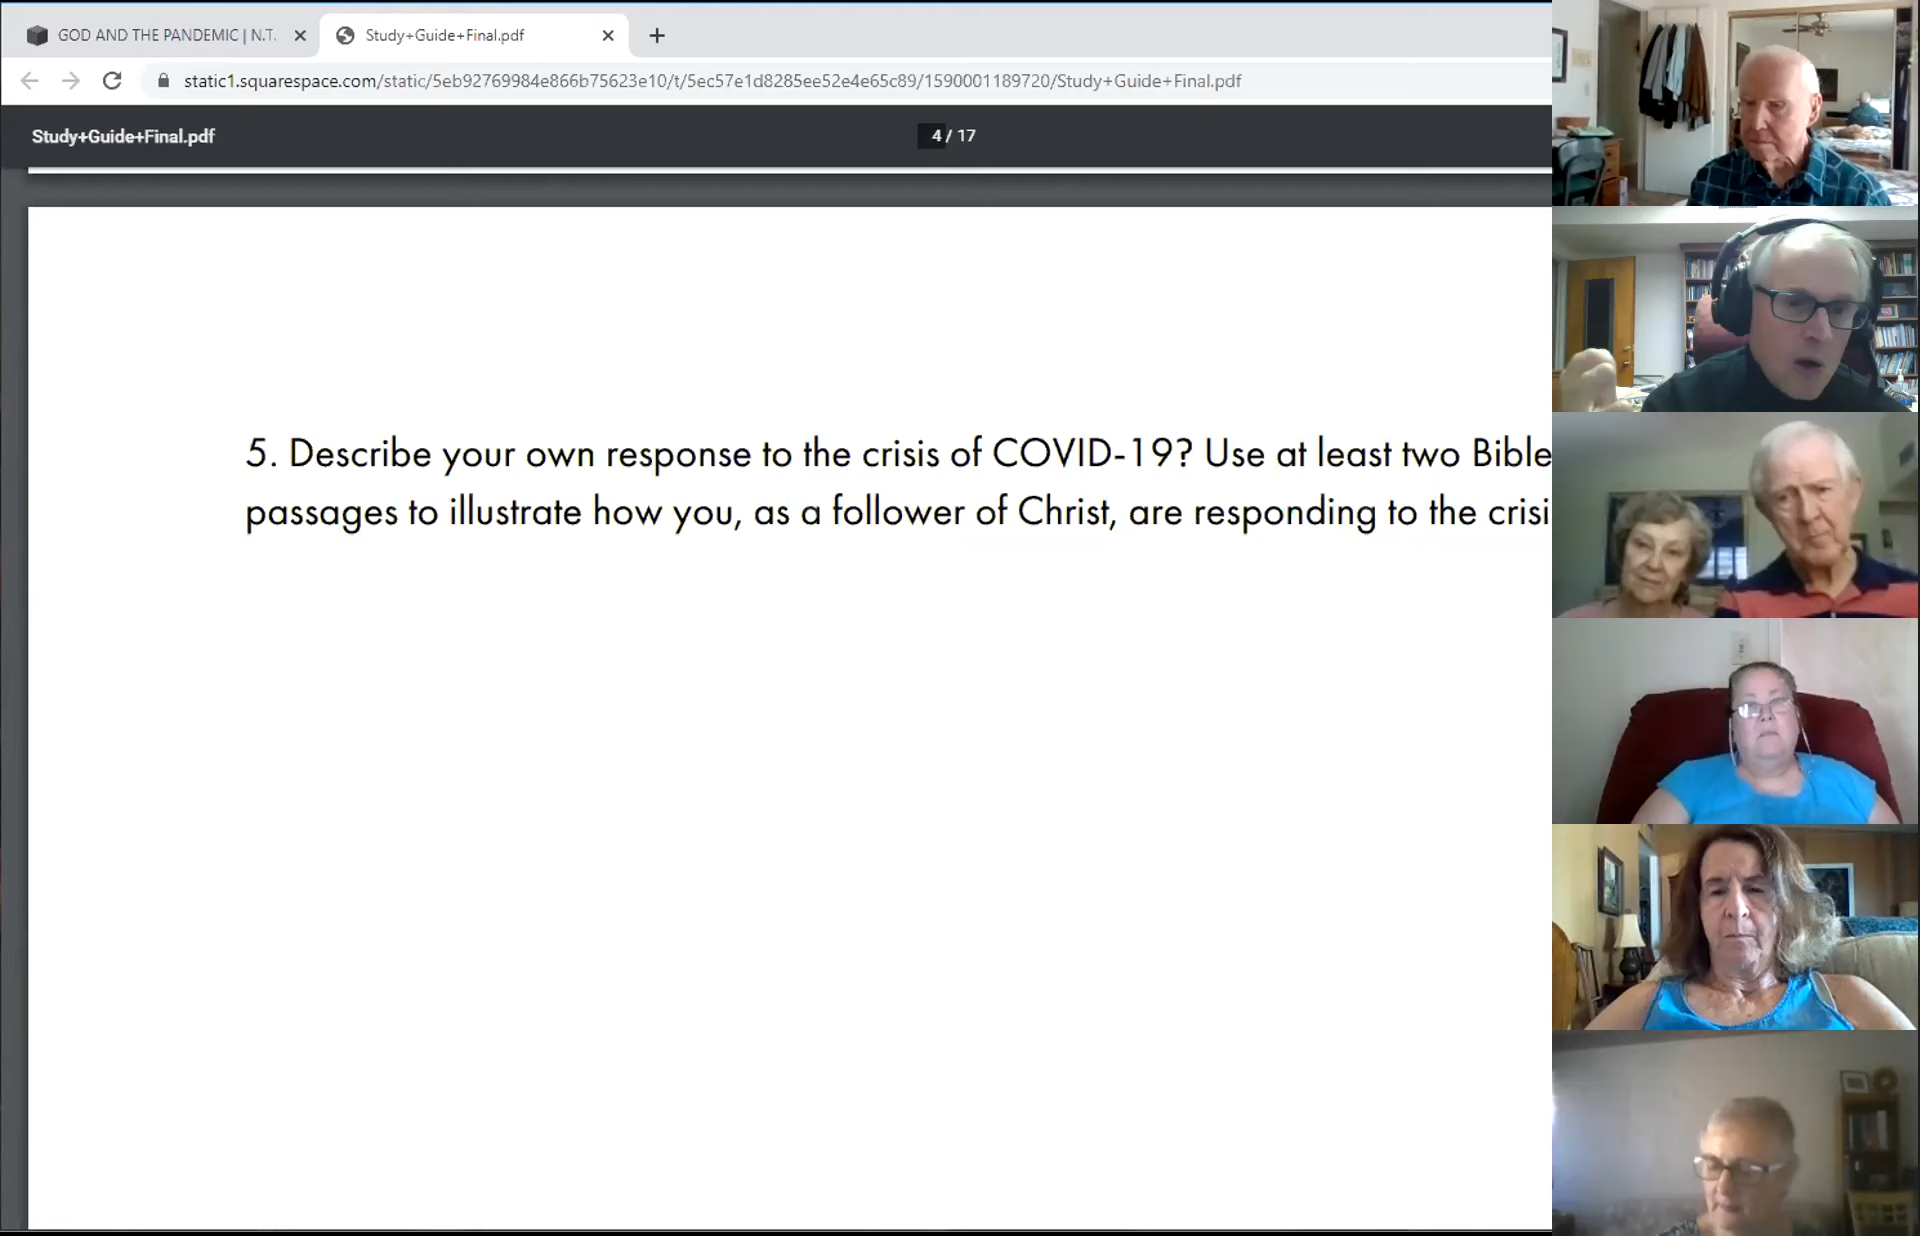 GOD AND THE PANDEMIC | N.T.
Study+Guide+Final.pdf
static1.squarespace.com/static/5eb92769984e866b75623e10/t/5ec57e1d8285ee52e4e65c89/1590001189720/Study+Guide+Final.pdf
Study+Guide+Final.pdf
4 / 17
5. Describe your own response to the crisis of COVID-19? Use at least two Bible
passages to illustrate how you, as a follower of Christ, are responding to the crisi